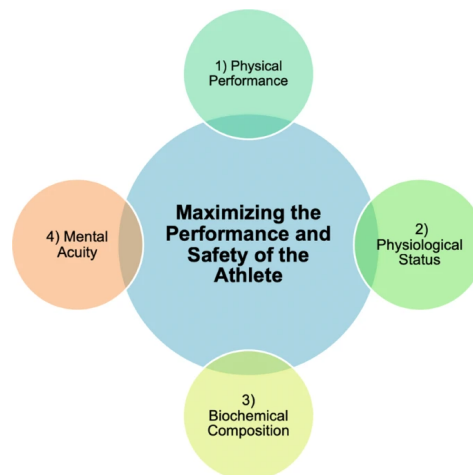 1) Physical
Performance
Maximizing the
Performance and
Safety of the
Athlete
2)
Physiological
Status
3)
Biochemical
Composition
4) Mental
Acuity